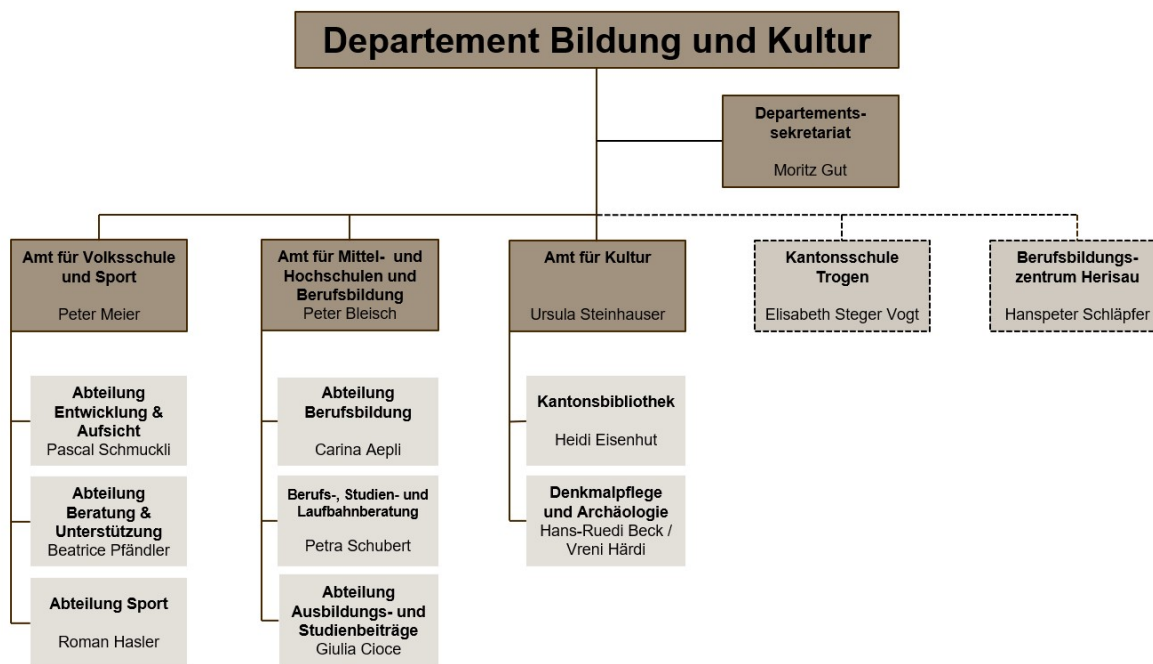 Departement Bildung und Kultur
Departements-
sekretariat
Moritz Gut
Amt für Volksschule
und Sport
Peter Meier
Amt für Mittel- und
Hochschulen und
Berufsbildung
Peter Bleisch
Amt für Kultur
Ursula Steinhauser
Kantonsschule
Trogen
Elisabeth Steger Vogt
Berufsbildungs-
zentrum Herisau
Hanspeter Schläpfer
Abteilung
Entwicklung &
Aufsicht
Pascal Schmuckli
Abteilung
Beratung &
Unterstützung
Beatrice Pfändler
Abteilung Sport
Roman Hasler
Abteilung
Berufsbildung
Carina Aepli
Berufs-, Studien- und
Laufbahnberatung
Petra Schubert
Abteilung
Ausbildungs- und
Studienbeiträge
Giulia Cioce
Kantonsbibliothek
Heidi Eisenhut
Denkmalpflege
und Archäologie
Hans-Ruedi Beck /
Vreni Härdi